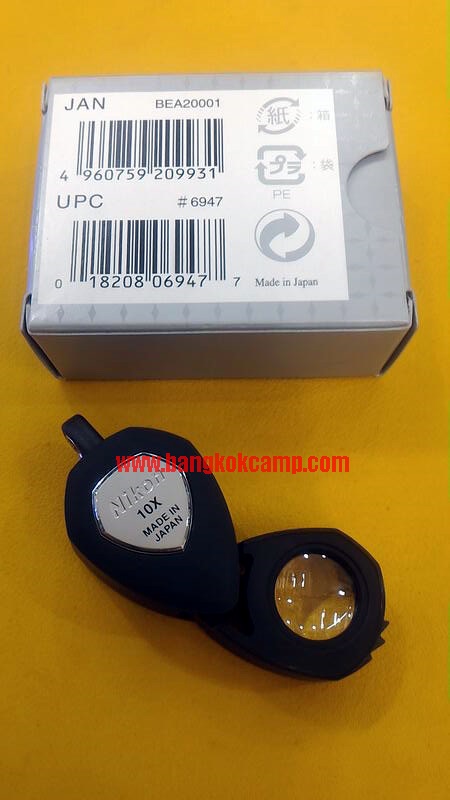 JAN BEA20001
紙 :箱
4 960759 209931
プラ :袋
PE
UPC #6947
0 18208 06947 7
Made in Japan
www.bangkokcamp.com
Nikon
10X
MADE IN
JAPAN